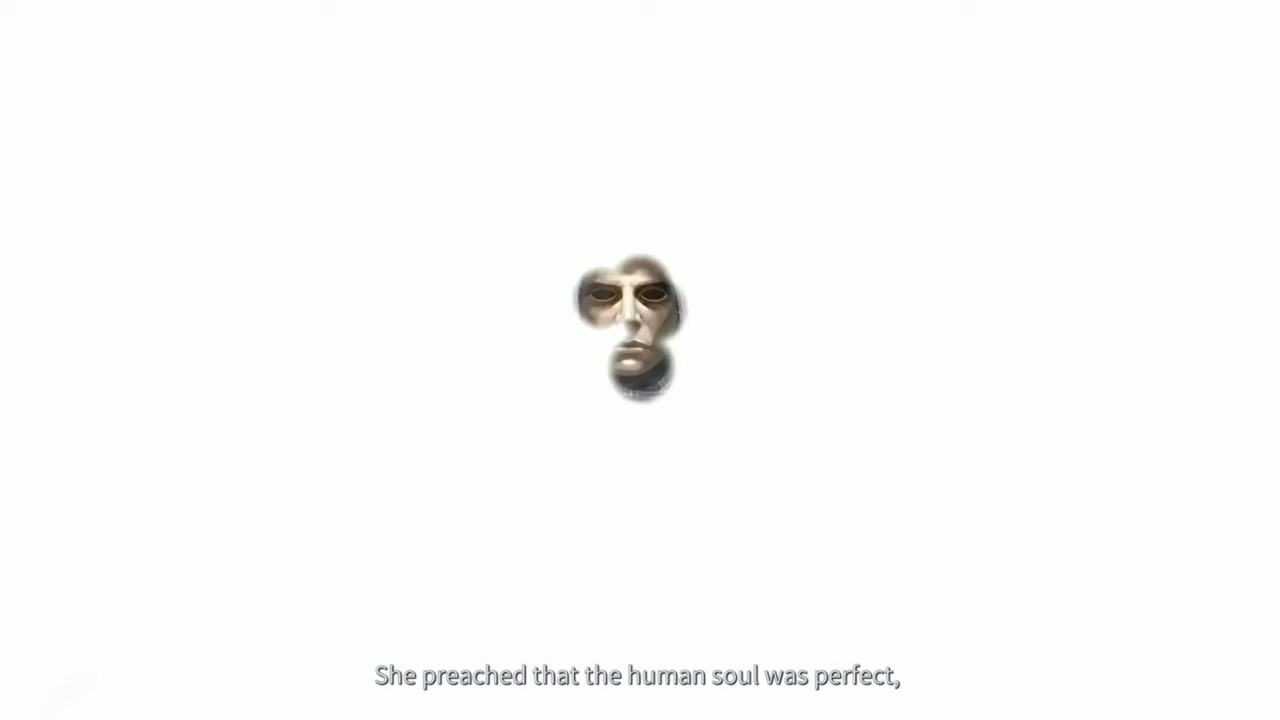 She preached that the human soul was perfect,